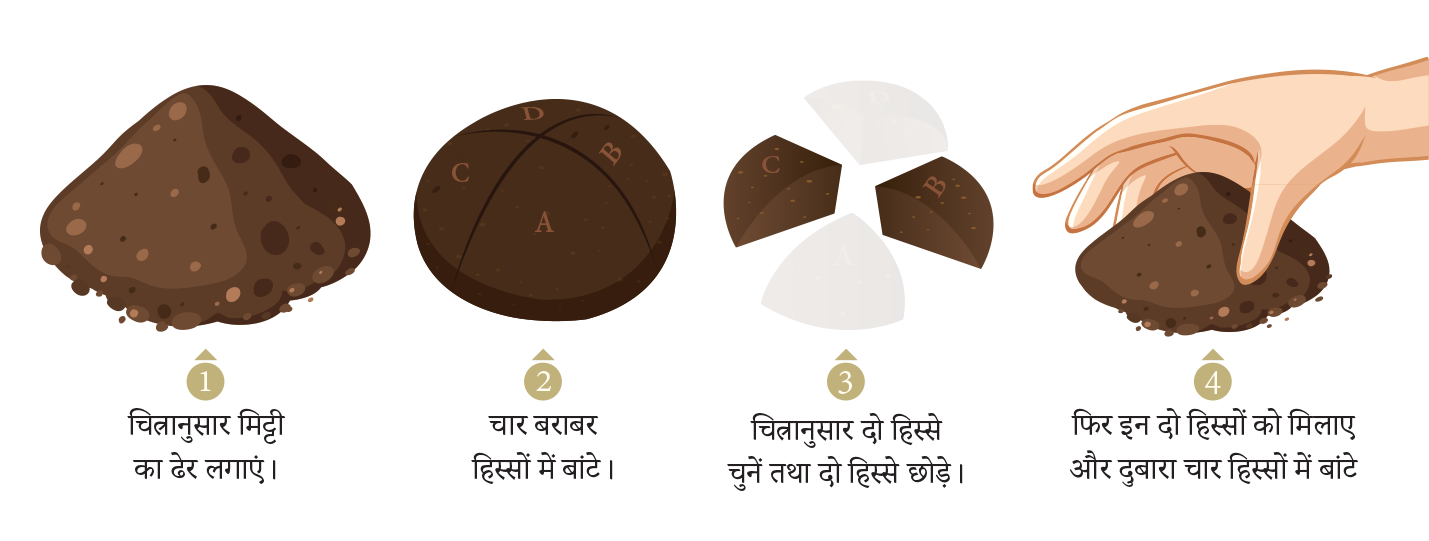 D
C
B
A
C
D
B
A
1
चित्रानुसार मिट्टी
का ढेर लगाएं।
2
चार बराबर
हिस्सों में बांटे।
3
चित्रानुसार दो हिस्से
चुनें तथा दो हिस्से छोड़े।
4
फिर इन दो हिस्सों को मिलाए
और दुबारा चार हिस्सों में बांटे